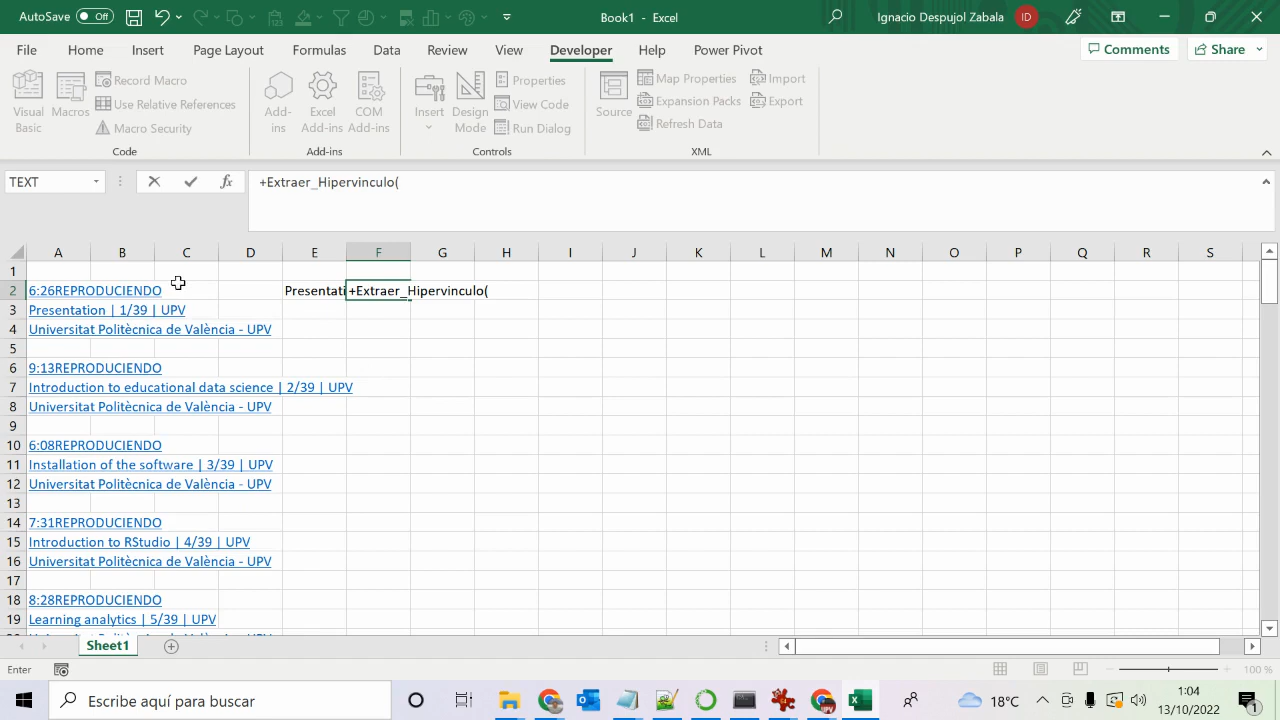 AutoSave Off Book1 - Excel Ignacio Despujol Zabala ID
File Home Insert Page Layout Formulas Data Review View Developer Help Power Pivot Comments Share
Visual Basic
Macros
Record Macro
Use Relative References
Macro Security
Code
Add-ins
Excel Add-ins
COM Add-ins
Add-ins
Insert
Design Mode
Properties
View Code
Run Dialog
Controls
Source
Map Properties
Expansion Packs
Refresh Data
Import
Export
XML
TEXT fx +Extraer_Hipervinculo(
A B C D E F G H I J K L M N O P Q R S
1
2 6:26REPRODUCIENDO Presentati +Extraer_Hipervinculo(
3 Presentation | 1/39 | UPV
4 Universitat Politècnica de València - UPV
5
6 9:13REPRODUCIENDO
7 Introduction to educational data science | 2/39 | UPV
8 Universitat Politècnica de València - UPV
9
10 6:08REPRODUCIENDO
11 Installation of the software | 3/39 | UPV
12 Universitat Politècnica de València - UPV
13
14 7:31REPRODUCIENDO
15 Introduction to RStudio | 4/39 | UPV
16 Universitat Politècnica de València - UPV
17
18 8:28REPRODUCIENDO
19 Learning analytics | 5/39 | UPV
Sheet1
Enter 100 %
Escribe aquí para buscar 18°C 1:04
13/10/2022 1